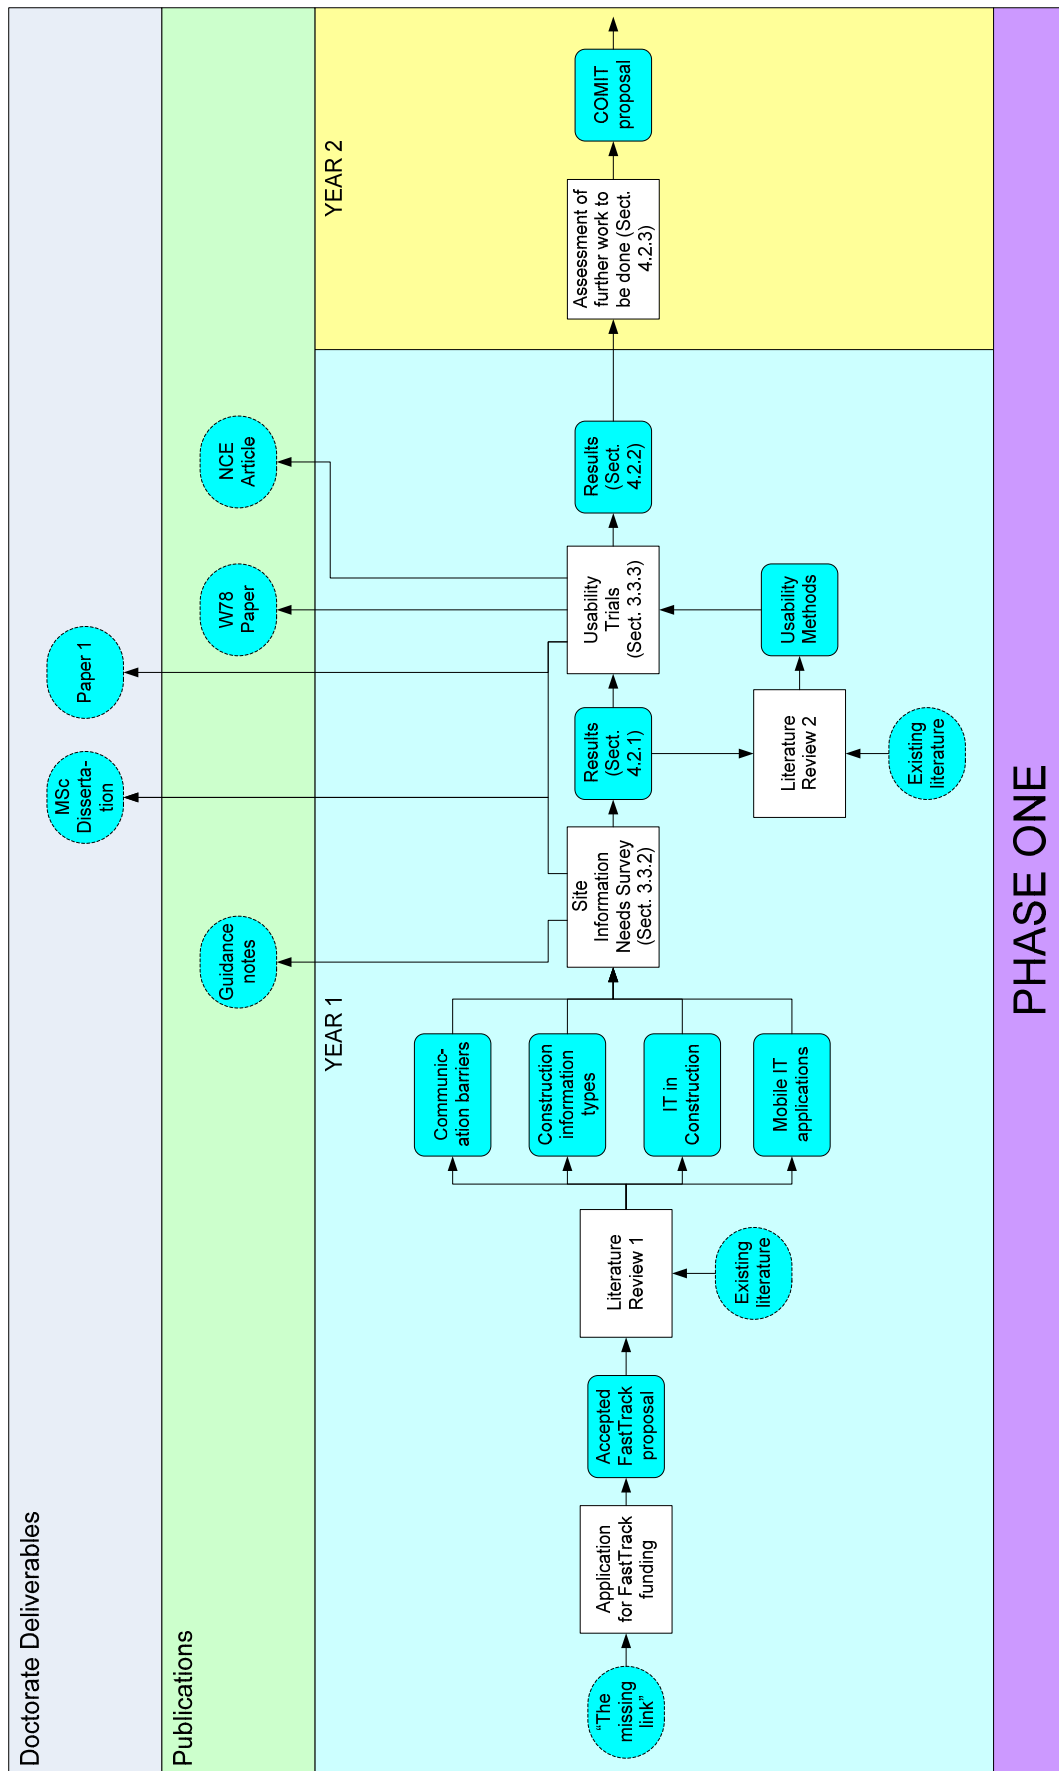 Doctorate Deliverables
MSc
Disserta-
tion
Paper 1
Publications
Guidance
notes
W78
Paper
NCE
Article
YEAR 1
YEAR 2
“The
missing
link”
Application
for FastTrack
funding
Accepted
FastTrack
proposal
Literature
Review 1
Existing
literature
Communic-
ation barriers
Construction
information
types
IT in
Construction
Mobile IT
applications
Site
Information
Needs Survey
(Sect. 3.3.2)
Results
(Sect.
4.2.1)
Literature
Review 2
Existing
literature
Usability
Methods
Usability
Trials
(Sect. 3.3.3)
Results
(Sect.
4.2.2)
Assessment of
further work to
be done (Sect.
4.2.3)
COMIT
proposal
PHASE ONE